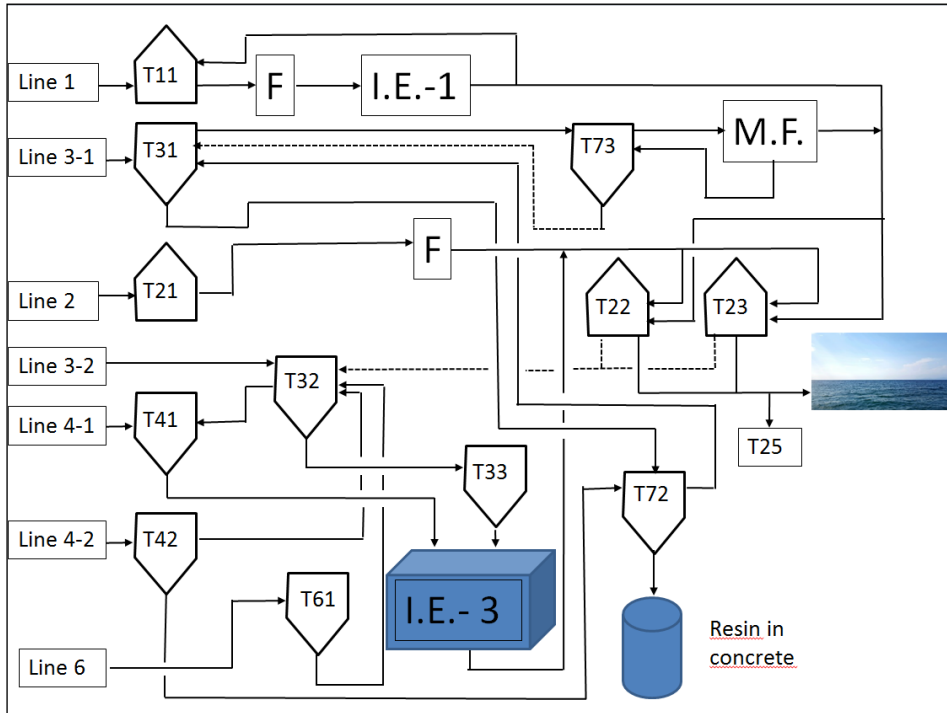 Line 1
T11
F
I.E.-1
Line 3-1
T31
T73
M.F.
Line 2
T21
F
T22
T23
Line 3-2
T32
Line 4-1
T41
T33
T25
T72
Line 4-2
T42
I.E.- 3
T61
Line 6
Resin in
concrete